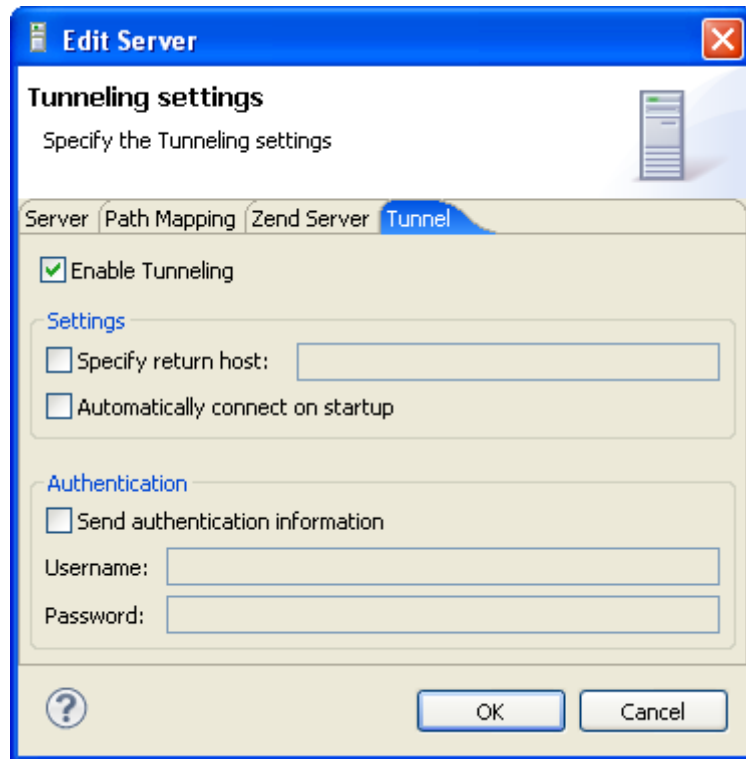 Edit Server
Tunneling settings
Specify the Tunneling settings
Server Path Mapping Zend Server Tunnel
Enable Tunneling
Settings
Specify return host:
Automatically connect on startup
Authentication
Send authentication information
Username:
Password:
? OK Cancel